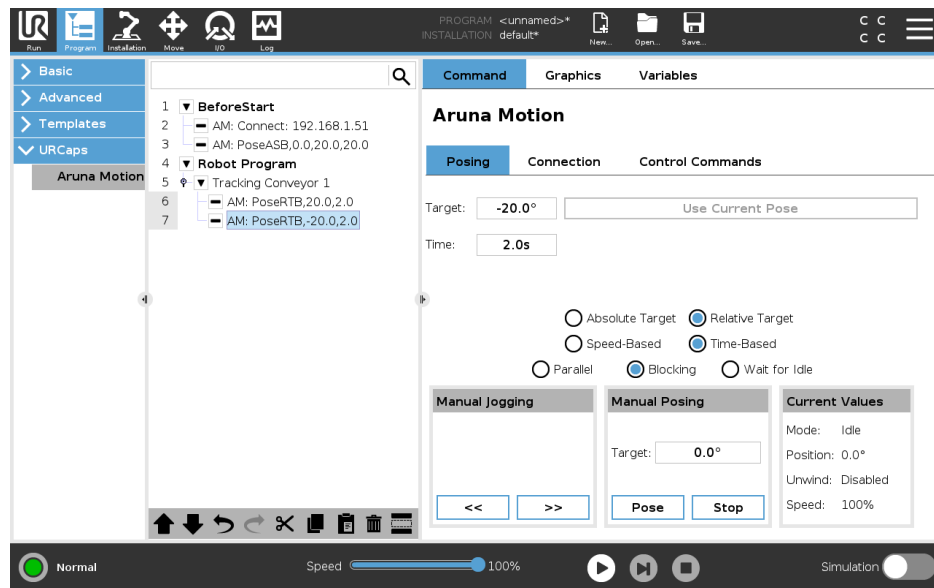 PROGRAM <unnamed>*
INSTALLATION default*
C C
C C
Run Program Installation Move I/O Log New... Open... Save...
Basic
Advanced
Templates
URCaps
Aruna Motion
1 BeforeStart
2 AM: Connect: 192.168.1.51
3 AM: PoseASB,0.0,20.0,20.0
4 Robot Program
5 Tracking Conveyor 1
6 AM: PoseRTB,20.0,2.0
7 AM: PoseRTB,-20.0,2.0
Command Graphics Variables
Aruna Motion
Posing Connection Control Commands
Target: -20.0° Use Current Pose
Time: 2.0s
Absolute Target Relative Target
Speed-Based Time-Based
Parallel Blocking Wait for Idle
Manual Jogging
<< >>
Manual Posing
Target: 0.0°
Pose Stop
Current Values
Mode: Idle
Position: 0.0°
Unwind: Disabled
Speed: 100%
Normal Speed 100% Simulation